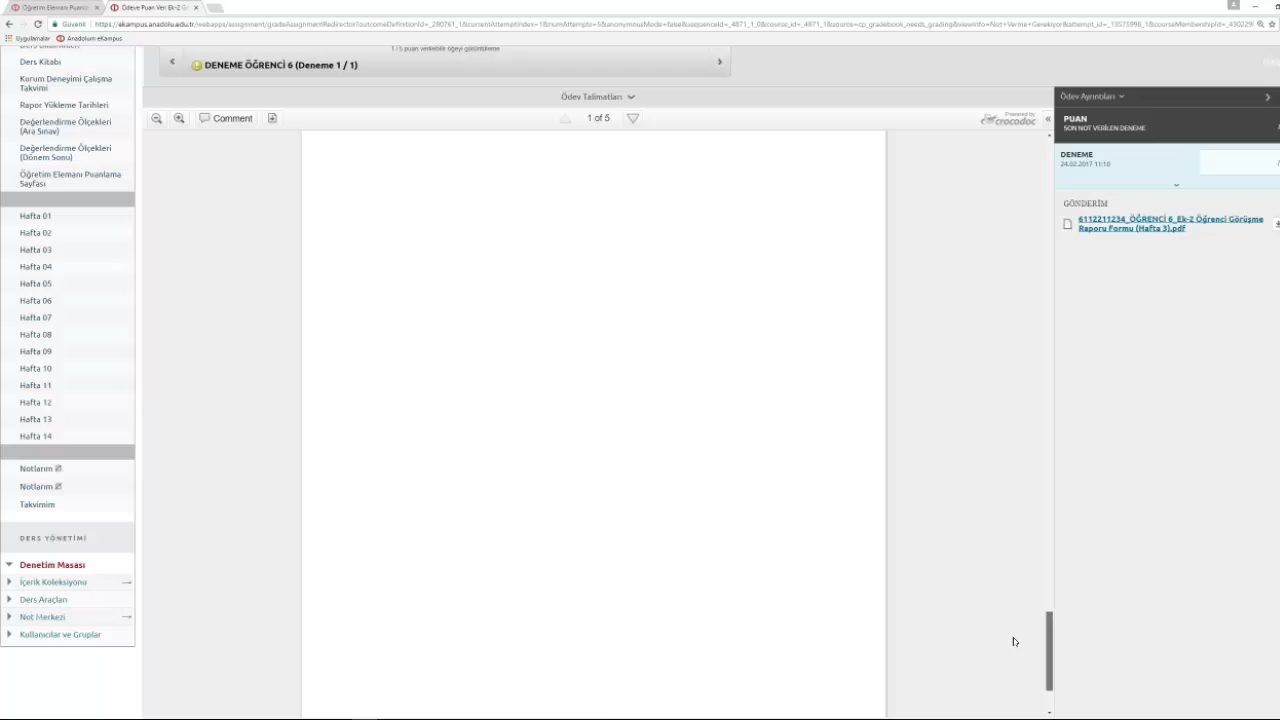 Öğretim Elemanı Puanla
Ödeve Puan Ver: Ek-2 Ö
Güvenli
Uygulamalar
Anadolum eKampus
1 / 5 puan verilebilir öğeyi görüntüleme
DENEME ÖĞRENCİ 6 (Deneme 1 / 1)
Ders Kitabı
Kurum Deneyimi Çalışma
Takvimi
Rapor Yükleme Tarihleri
Değerlendirme Ölçekleri
(Ara Sınav)
Değerlendirme Ölçekleri
(Dönem Sonu)
Öğretim Elemanı Puanlama
Sayfası
Hafta 01
Hafta 02
Hafta 03
Hafta 04
Hafta 05
Hafta 06
Hafta 07
Hafta 08
Hafta 09
Hafta 10
Hafta 11
Hafta 12
Hafta 13
Hafta 14
Notlarım
Notlarım
Takvimim
DERS YÖNETİMİ
Denetim Masası
İçerik Koleksiyonu
Ders Araçları
Not Merkezi
Kullanıcılar ve Gruplar
Ödev Talimatları
Comment
1 of 5
Powered by
crocodoc
Ödev Ayrıntıları
PUAN
SON NOT VERİLEN DENEME
DENEME
24.02.2017 11:10
GÖNDERİM
6112211234_ÖĞRENCİ 6_Ek-2 Öğrenci Görüşme
Raporu Formu (Hafta 3).pdf